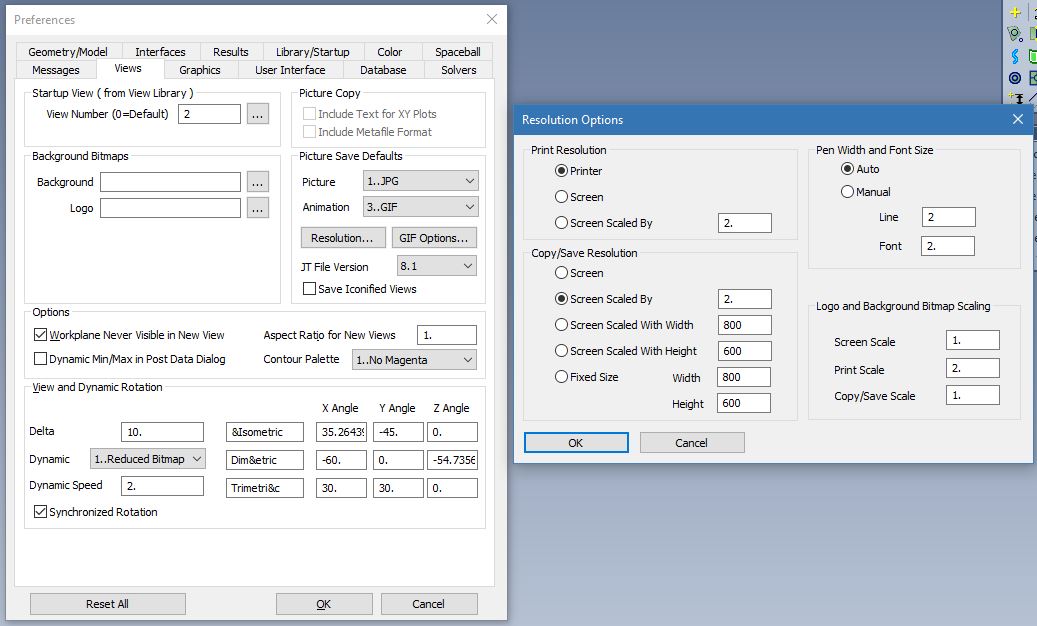 Preferences
Geometry/Model Interfaces Results Library/Startup Color Spaceball
Messages Views Graphics User Interface Database Solvers
Startup View ( from View Library )
View Number (0=Default) 2 ...
Background Bitmaps
Background ...
Logo ...
Picture Copy
Include Text for XY Plots
Include Metafile Format
Picture Save Defaults
Picture 1..JPG
Animation 3..GIF
Resolution... GIF Options...
JT File Version 8.1
Save Iconified Views
Options
Workplane Never Visible in New View Aspect Ratio for New Views 1.
Dynamic Min/Max in Post Data Dialog Contour Palette 1..No Magenta
View and Dynamic Rotation
X Angle Y Angle Z Angle
Delta 10. &Isometric 35.26439 -45. 0.
Dynamic 1..Reduced Bitmap Dim&etric -60. 0. -54.7356
Dynamic Speed 2. Trimetri&c 30. 30. 0.
Synchronized Rotation
Reset All OK Cancel
Resolution Options
Print Resolution
Printer
Screen
Screen Scaled By 2.
Copy/Save Resolution
Screen
Screen Scaled By 2.
Screen Scaled With Width 800
Screen Scaled With Height 600
Fixed Size Width 800
Height 600
Pen Width and Font Size
Auto
Manual
Line 2
Font 2.
Logo and Background Bitmap Scaling
Screen Scale 1.
Print Scale 2.
Copy/Save Scale 1.
OK Cancel